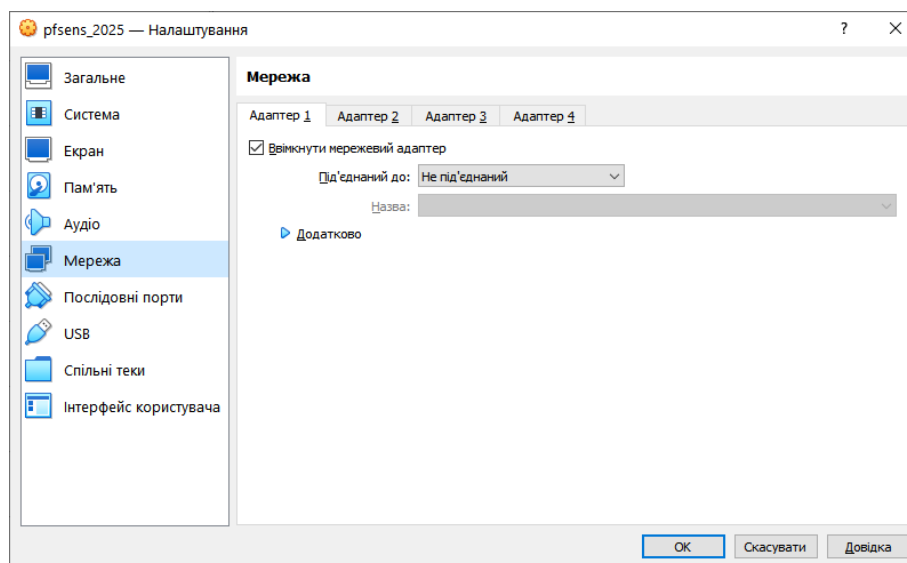 pfsens_2025 — Налаштування
?
Загальне
Система
Екран
Пам'ять
Аудіо
Мережа
Послідовні порти
USB
Спільні теки
Інтерфейс користувача
Мережа
Адаптер 1 Адаптер 2 Адаптер 3 Адаптер 4
Ввімкнути мережевий адаптер
Під'єднаний до: Не під'єднаний
Назва:
Додатково
ОК Скасувати Довідка